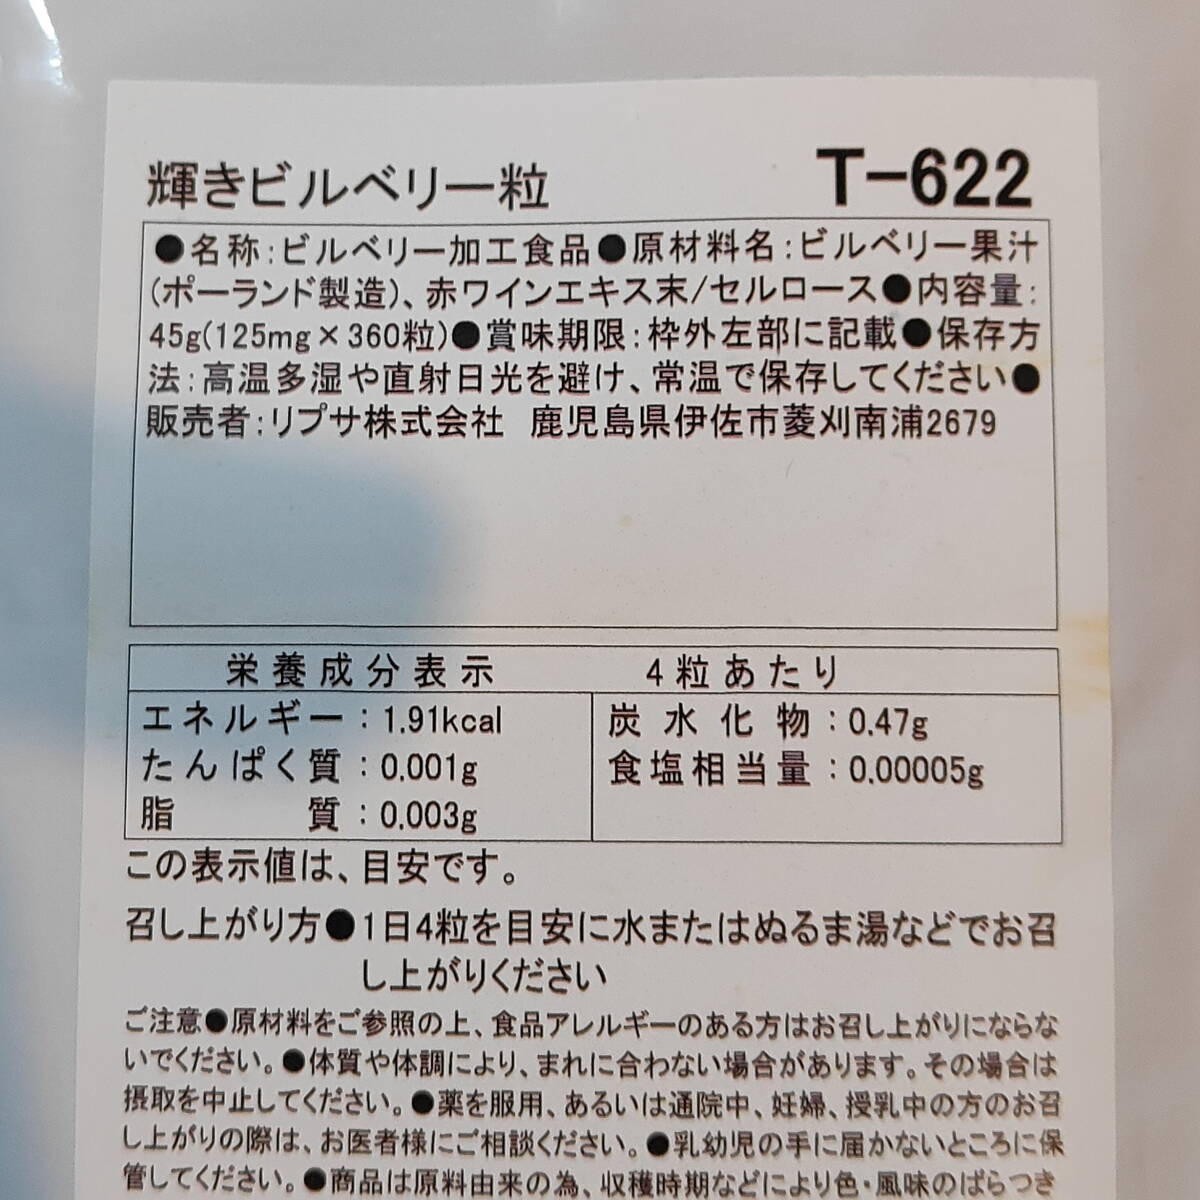 輝きビルベリー粒 T-622
●名称:ビルベリー加工食品●原材料名:ビルベリー果汁
(ポーランド製造)、赤ワインエキス末/セルロース●内容量:
45g(125mg×360粒)●賞味期限:枠外左部に記載●保存方
法:高温多湿や直射日光を避け、常温で保存してください●
販売者:リプサ株式会社 鹿児島県伊佐市菱刈南浦2679
栄養成分表示 4粒あたり
エネルギー:1.91kcal 炭水化物:0.47g
たんぱく質:0.001g 食塩相当量:0.00005g
脂質:0.003g
この表示値は、目安です。
召し上がり方●1日4粒を目安に水またはぬるま湯などでお召
し上がりください
ご注意●原材料をご参照の上、食品アレルギーのある方はお召し上がりにならな
いでください。●体質や体調により、まれに合わない場合があります。その場合は
摂取を中止してください。●薬を服用、あるいは通院中、妊婦、授乳中の方のお召
し上がりの際は、お医者様にご相談ください。●乳幼児の手に届かないところに保
管してください。●商品は原料由来の為、収穫時期などにより色・風味のばらつき